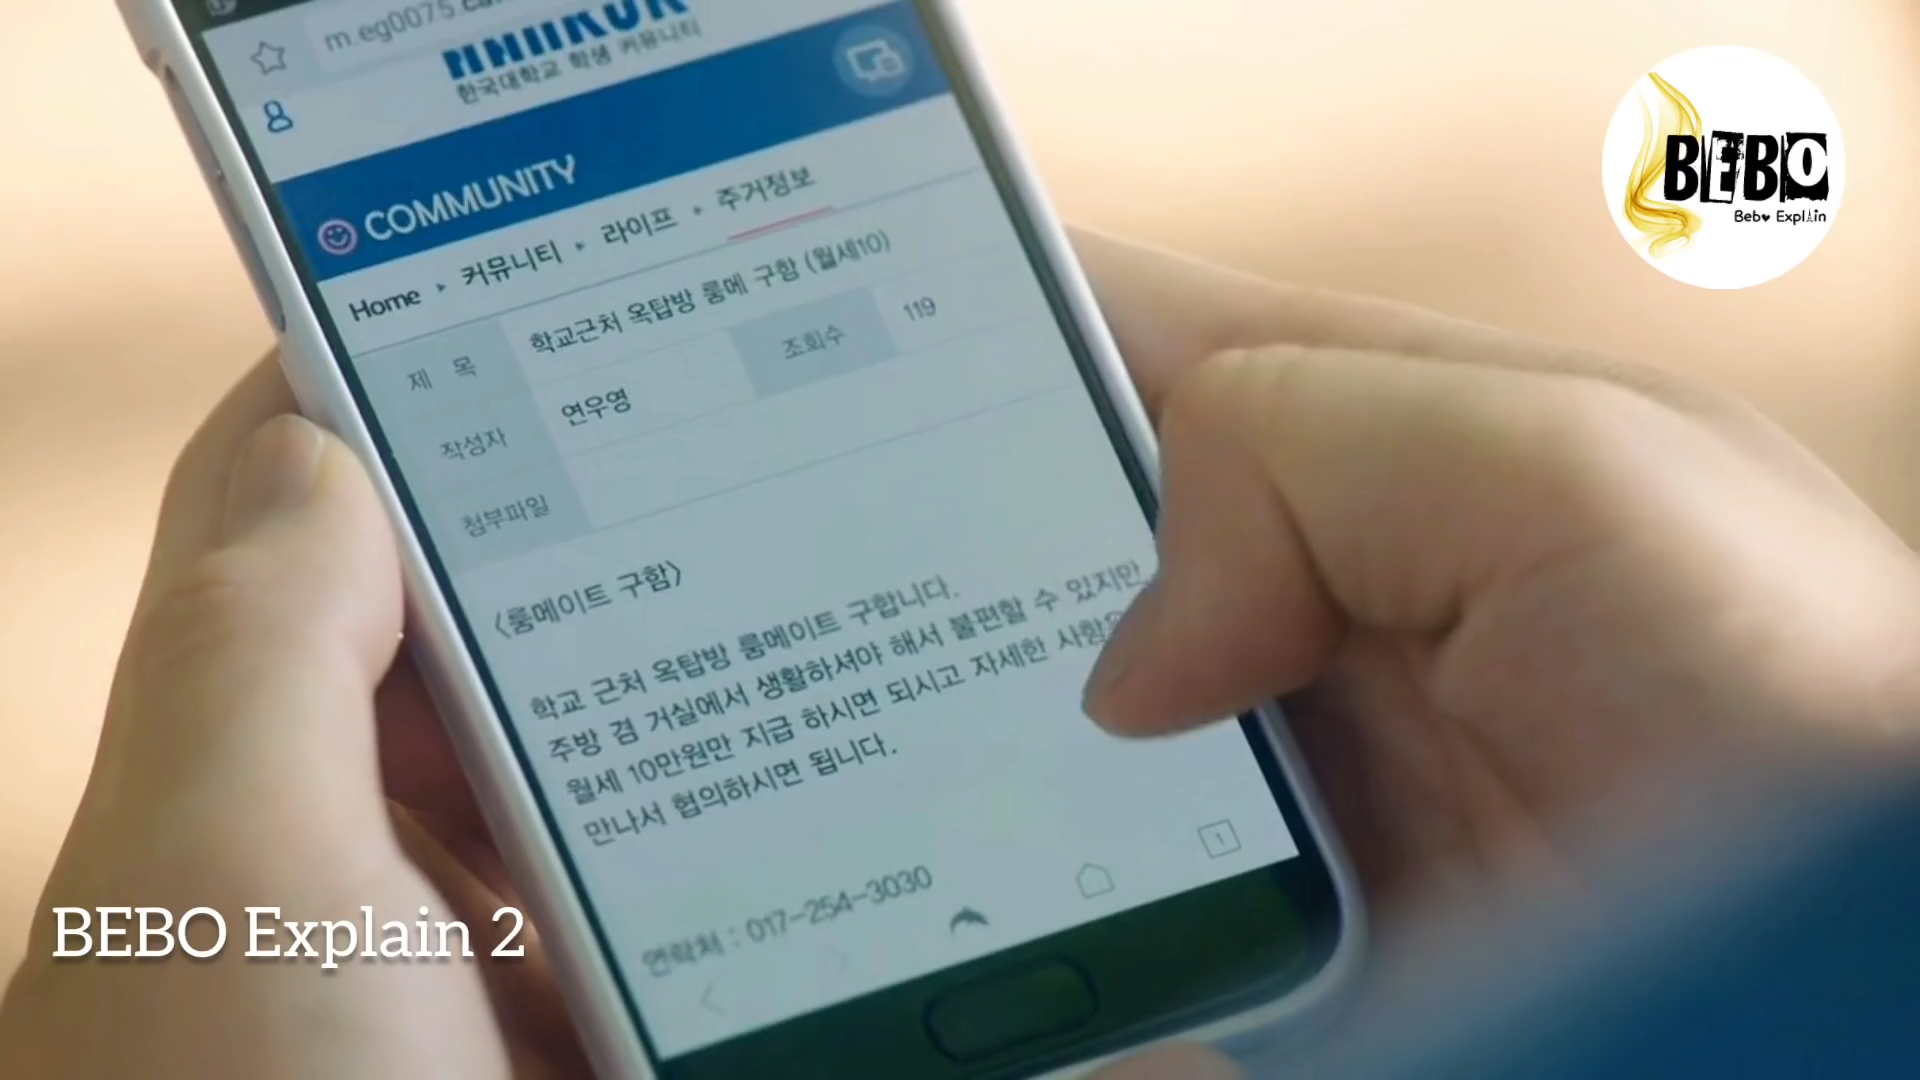 m.eg0075.ca
한국대학교 학생 커뮤니티
COMMUNITY
Home ▸ 커뮤니티 ▸ 라이프 ▸ 주거정보
제 목 학교근처 옥탑방 룸메 구함 (월세10)
작성자 연우영 조회수 119
첨부파일
<룸메이트 구함>
학교 근처 옥탑방 룸메이트 구합니다.
주방 겸 거실에서 생활하셔야 해서 불편할 수 있지만
월세 10만원만 지급 하시면 되시고 자세한
만나서 협의하시면 됩니다.
연락처 : 017-254-3030
1
BEBO
Bebo Explain
BEBO Explain 2